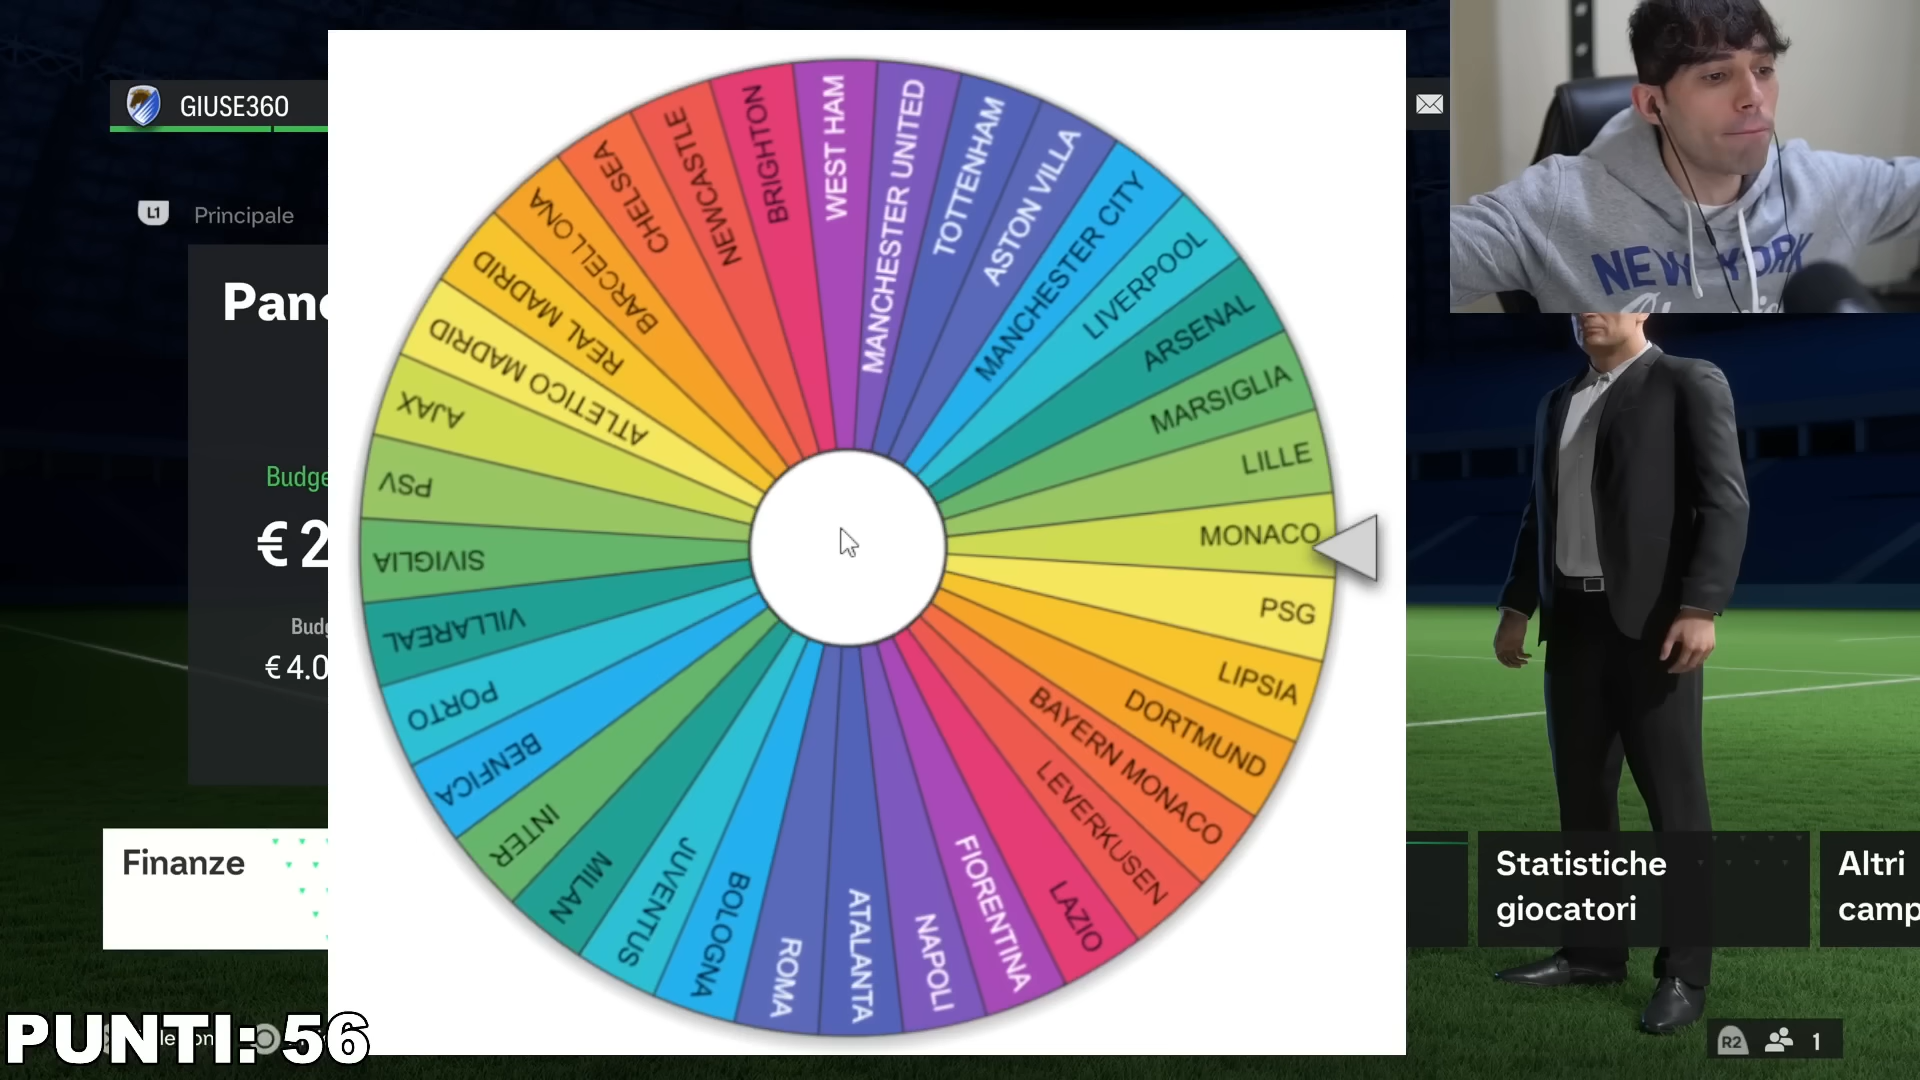 GIUSE360
L1
Principale
Budge
€ 2
€ 4.0
Finanze
WEST HAM
MANCHESTER UNITED
TOTTENHAM
ASTON VILLA
MANCHESTER CITY
LIVERPOOL
ARSENAL
MARSIGLIA
LILLE
MONACO
PSG
LIPSIA
DORTMUND
BAYERN MONACO
LEVERKUSEN
LAZIO
FIORENTINA
NAPOLI
ATALANTA
ROMA
BOLOGNA
JUVENTUS
MILAN
INTER
BENFICA
PORTO
VILLAREAL
SIVIGLIA
PSV
AJAX
ATLETICO MADRID
REAL MADRID
BARCELLONA
CHELSEA
NEWCASTLE
BRIGHTON
NEW YORK
Statistiche
giocatori
Altri
camp
PUNTI: 56
R2
1